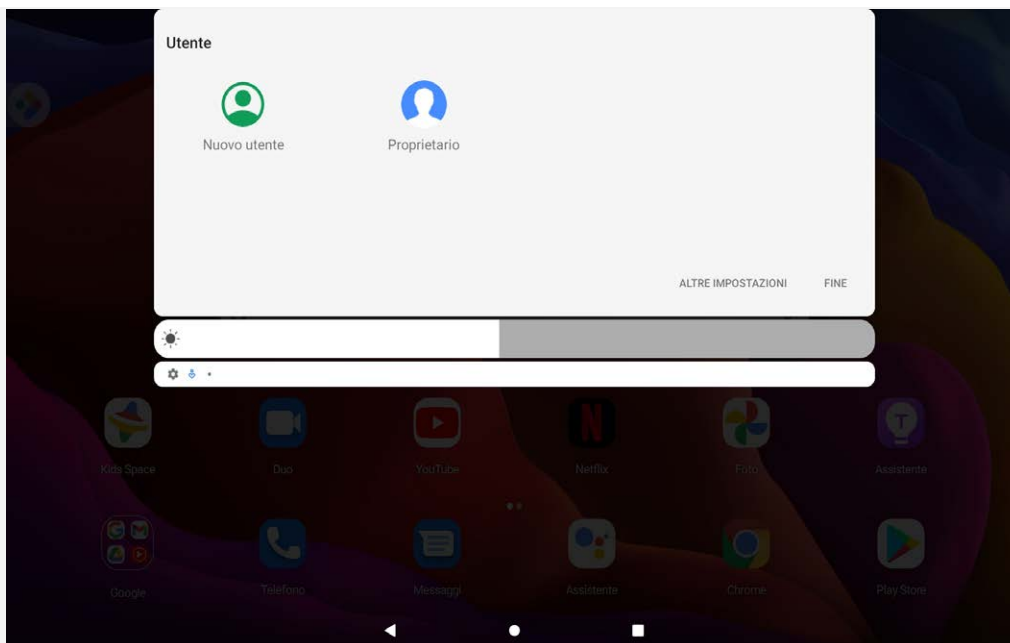 Utente
Nuovo utente
Proprietario
ALTRE IMPOSTAZIONI
FINE
Kids Space
Duo
YouTube
Netflix
Foto
Assistente
Google
Telefono
Messaggi
Assistente
Chrome
Play Store